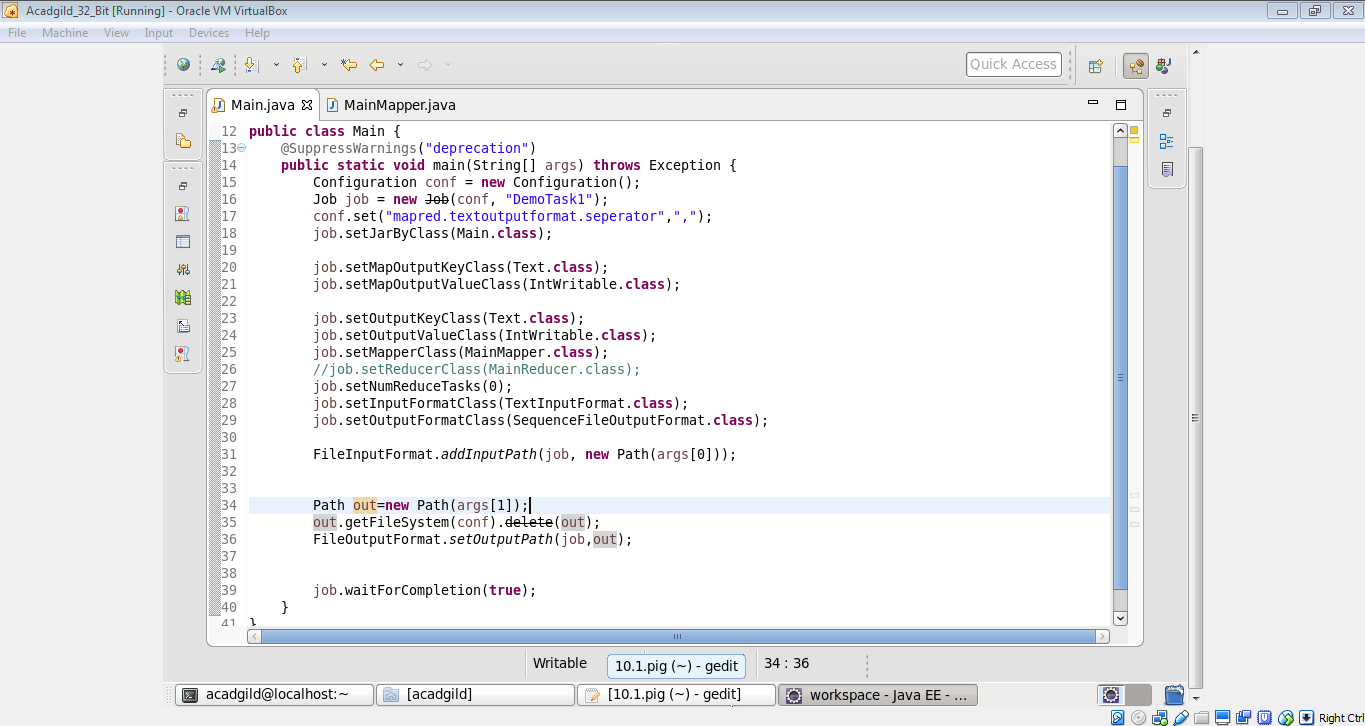 Acadgild_32_Bit [Running] - Oracle VM VirtualBox
File Machine View Input Devices Help
Quick Access
Main.java MainMapper.java
12 public class Main {
13 @SuppressWarnings("deprecation")
14 public static void main(String[] args) throws Exception {
15 Configuration conf = new Configuration();
16 Job job = new Job(conf, "DemoTask1");
17 conf.set("mapred.textoutputformat.seperator",",");
18 job.setJarByClass(Main.class);
19
20 job.setMapOutputKeyClass(Text.class);
21 job.setMapOutputValueClass(IntWritable.class);
22
23 job.setOutputKeyClass(Text.class);
24 job.setOutputValueClass(IntWritable.class);
25 job.setMapperClass(MainMapper.class);
26 //job.setReducerClass(MainReducer.class);
27 job.setNumReduceTasks(0);
28 job.setInputFormatClass(TextInputFormat.class);
29 job.setOutputFormatClass(SequenceFileOutputFormat.class);
30
31 FileInputFormat.addInputPath(job, new Path(args[0]));
32
33
34 Path out=new Path(args[1]);
35 out.getFileSystem(conf).delete(out);
36 FileOutputFormat.setOutputPath(job,out);
37
38
39 job.waitForCompletion(true);
40 }
41 }
Writable 10.1.pig (~) - gedit 34 : 36
acadgild@localhost:~ [acadgild] [10.1.pig (~) - gedit] workspace - Java EE - ...
Right Ctrl